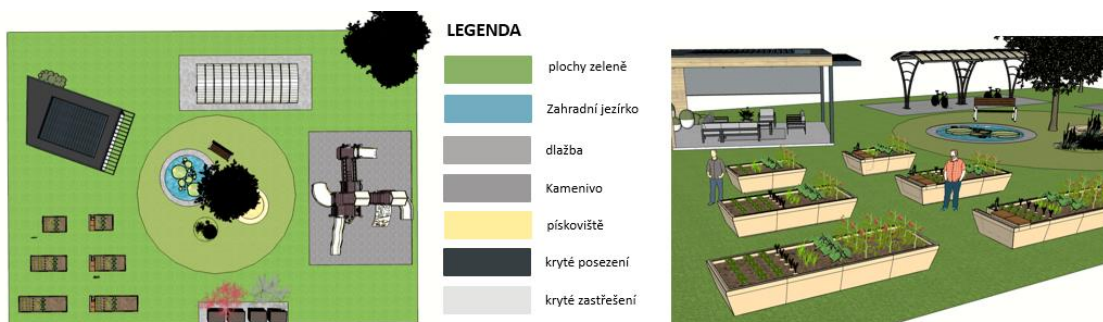 LEGENDA
plochy zeleně
Zahradní jezírko
dlažba
Kamenivo
pískoviště
kryté posezení
kryté zastřešení